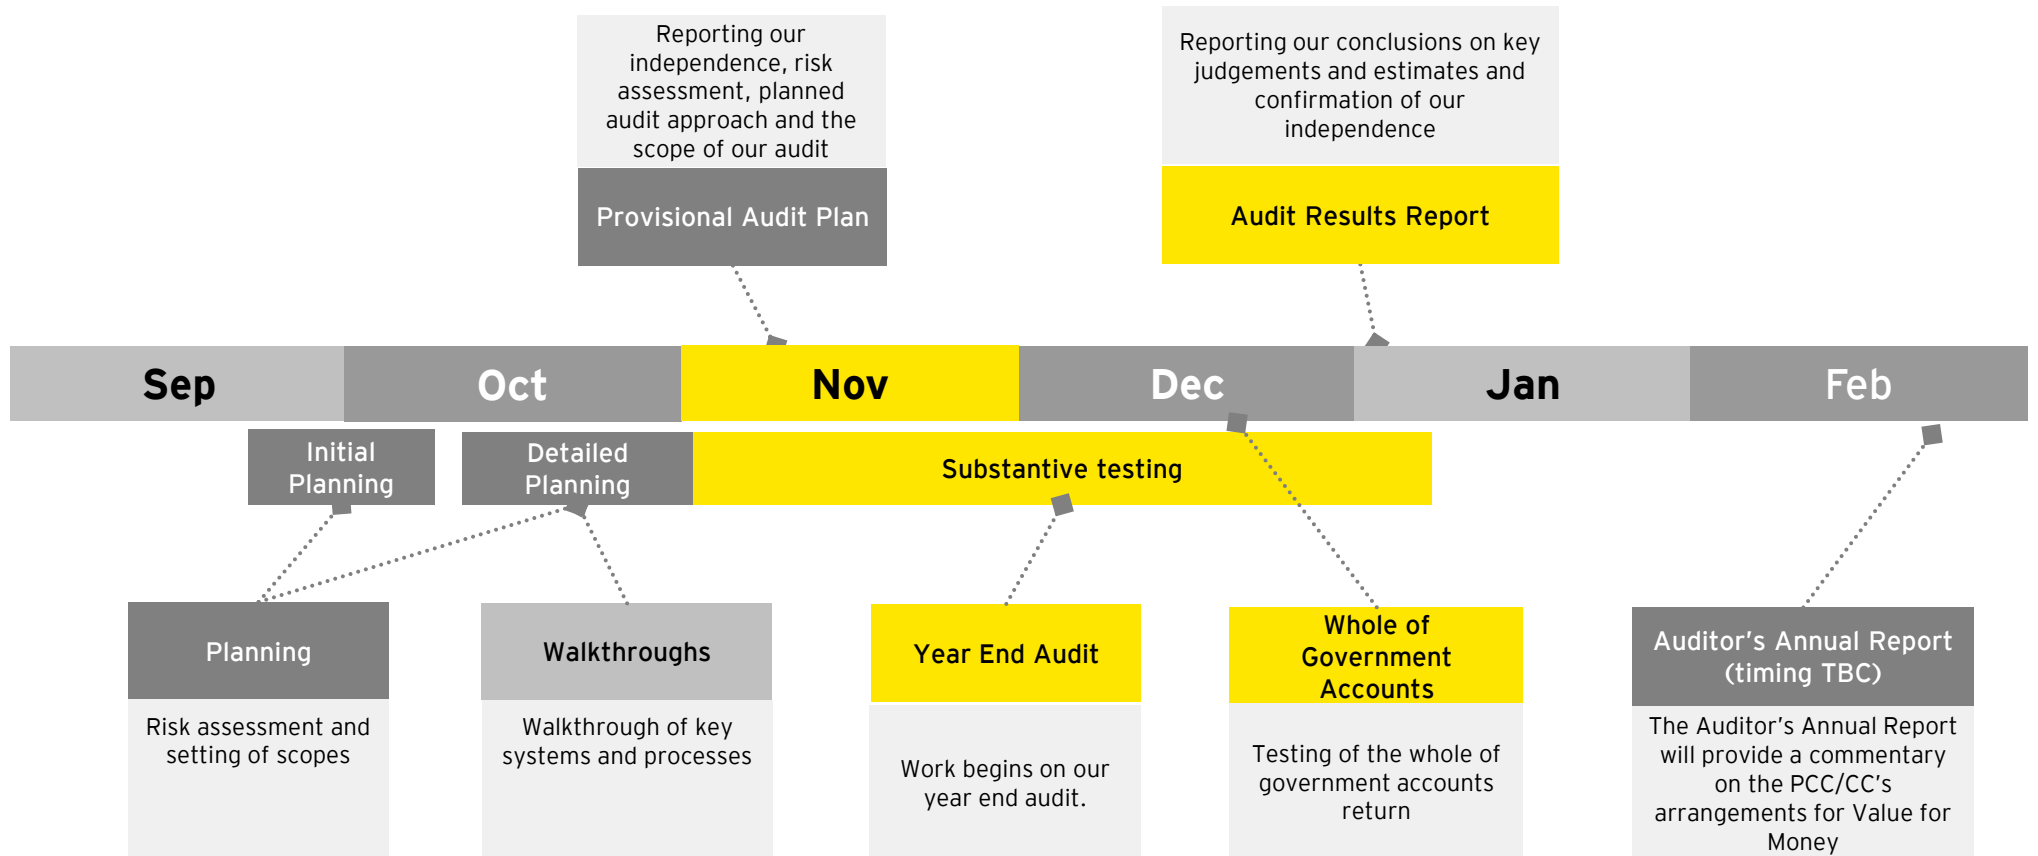 Reporting our
independence, risk
assessment, planned
audit approach and the
scope of our audit
Provisional Audit Plan
Reporting our conclusions on key
judgements and estimates and
confirmation of our
independence
Audit Results Report
Sep
Oct
Nov
Dec
Jan
Feb
Initial
Planning
Detailed
Planning
Substantive testing
Planning
Risk assessment and
setting of scopes
Walkthroughs
Walkthrough of key
systems and processes
Year End Audit
Work begins on our
year end audit.
Whole of
Government
Accounts
Testing of the whole of
government accounts
return
Auditor’s Annual Report
(timing TBC)
The Auditor’s Annual Report
will provide a commentary
on the PCC/CC’s
arrangements for Value for
Money